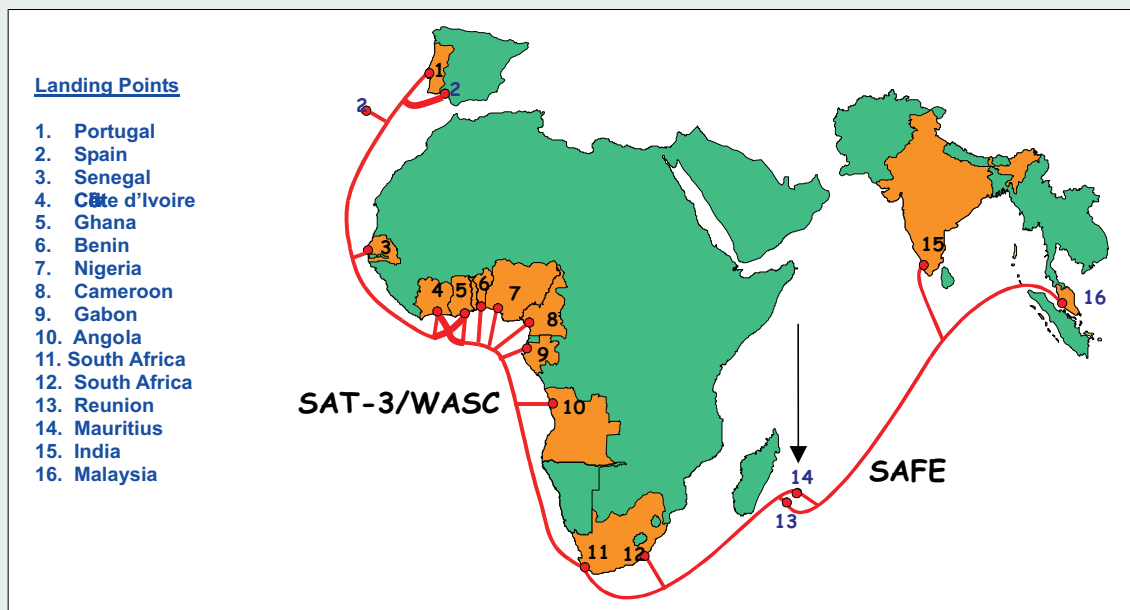 Landing Points
1. Portugal
2. Spain
3. Senegal
4. Côte d’Ivoire
5. Ghana
6. Benin
7. Nigeria
8. Cameroon
9. Gabon
10. Angola
11. South Africa
12. South Africa
13. Reunion
14. Mauritius
15. India
16. Malaysia
1
2
2
3
4
5
6
7
8
9
10
11
12
13
14
15
16
SAT-3/WASC
SAFE